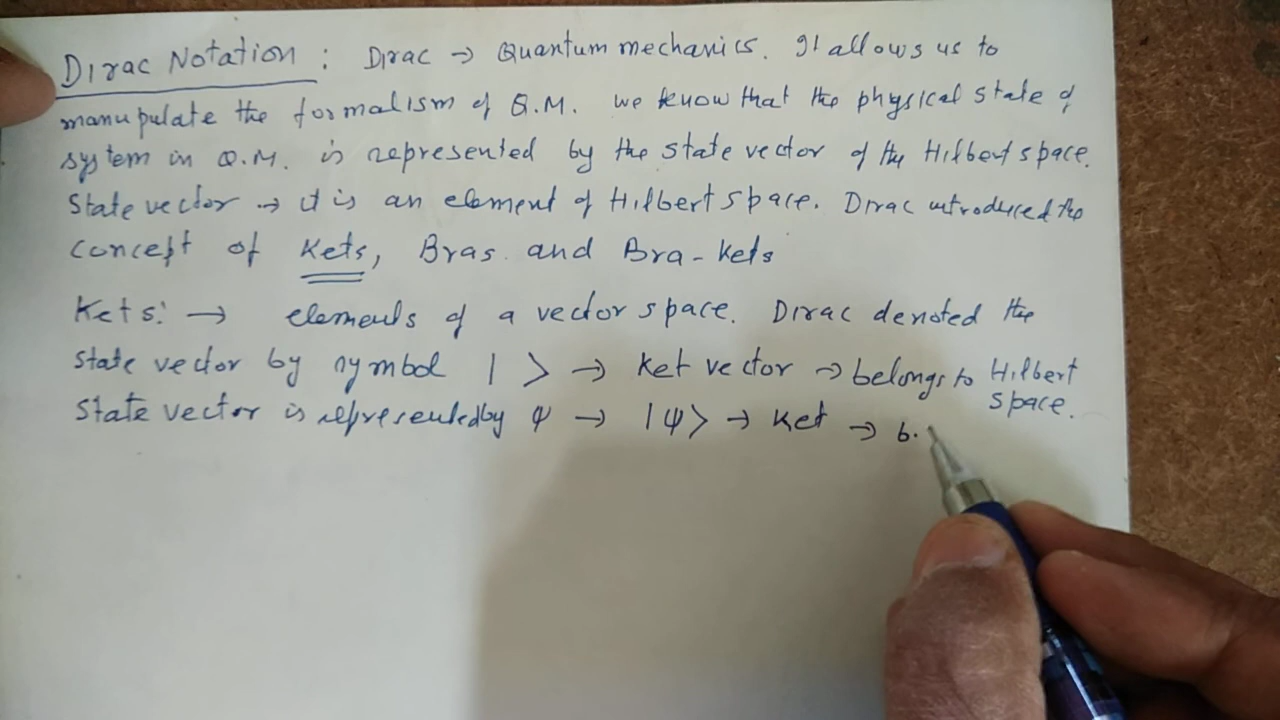 Dirac Notation : Dirac → Quantum mechanics. It allows us to
manupulate the formalism of Q.M. we know that the physical state of
system in Q.M. is represented by the state vector of the Hilbert space.
State vector → it is an element of Hilbert space. Dirac introduced the
concept of Kets, Bras and Bra-kets
Kets: → elements of a vector space. Dirac denoted the
state vector by symbol | > → Ket vector → belongs to Hilbert space.
State vector is represented by ψ → |ψ> → Ket → b.